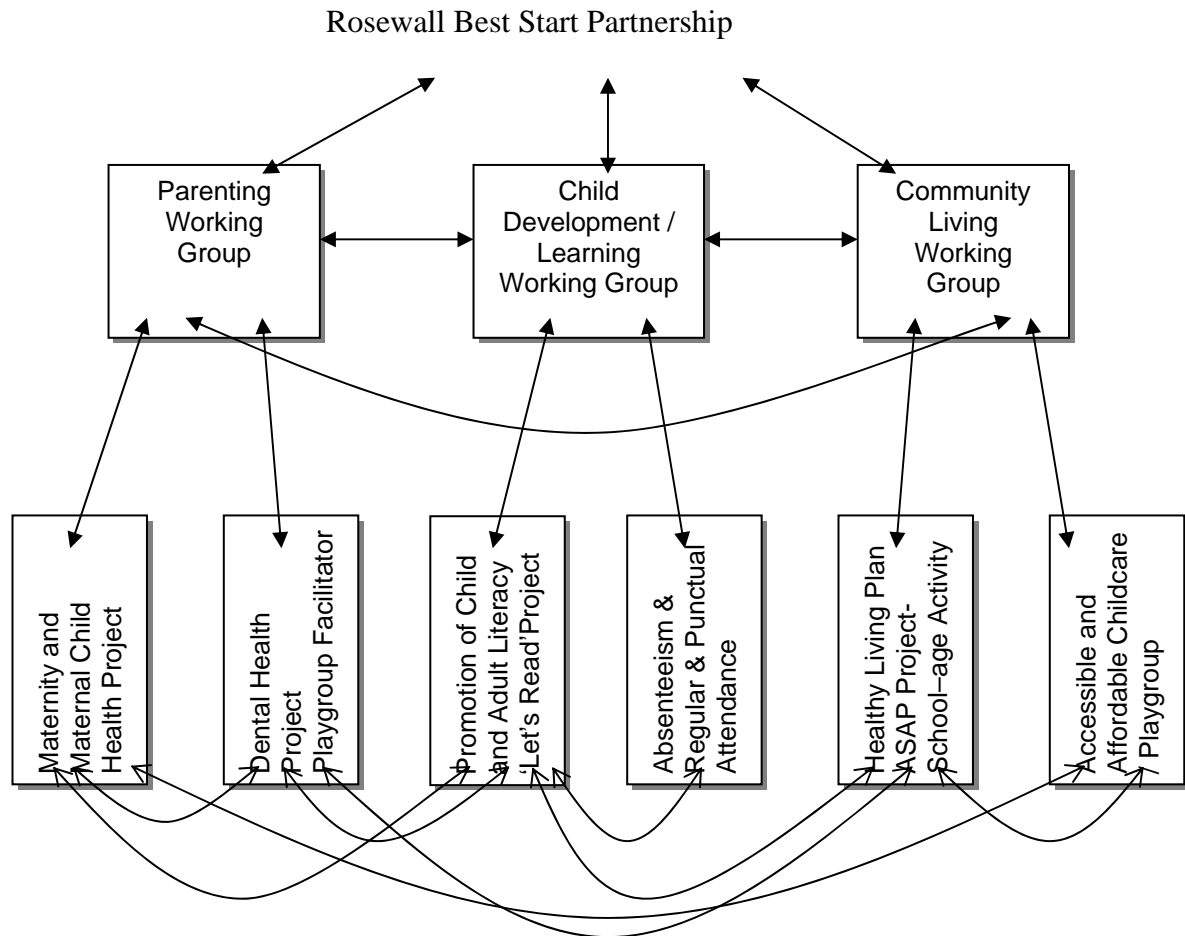 Rosewall Best Start Partnership
Parenting
Working
Group
Child
Development /
Learning
Working Group
Community
Living
Working
Group
Maternity and
Maternal Child
Health Project
Dental Health
Project
Playgroup Facilitator
Promotion of Child
and Adult Literacy
‘Let’s Read’Project
Absenteeism &
Regular & Punctual
Attendance
Healthy Living Plan
ASAP Project-
School–age Activity
Accessible and
Affordable Childcare
Playgroup